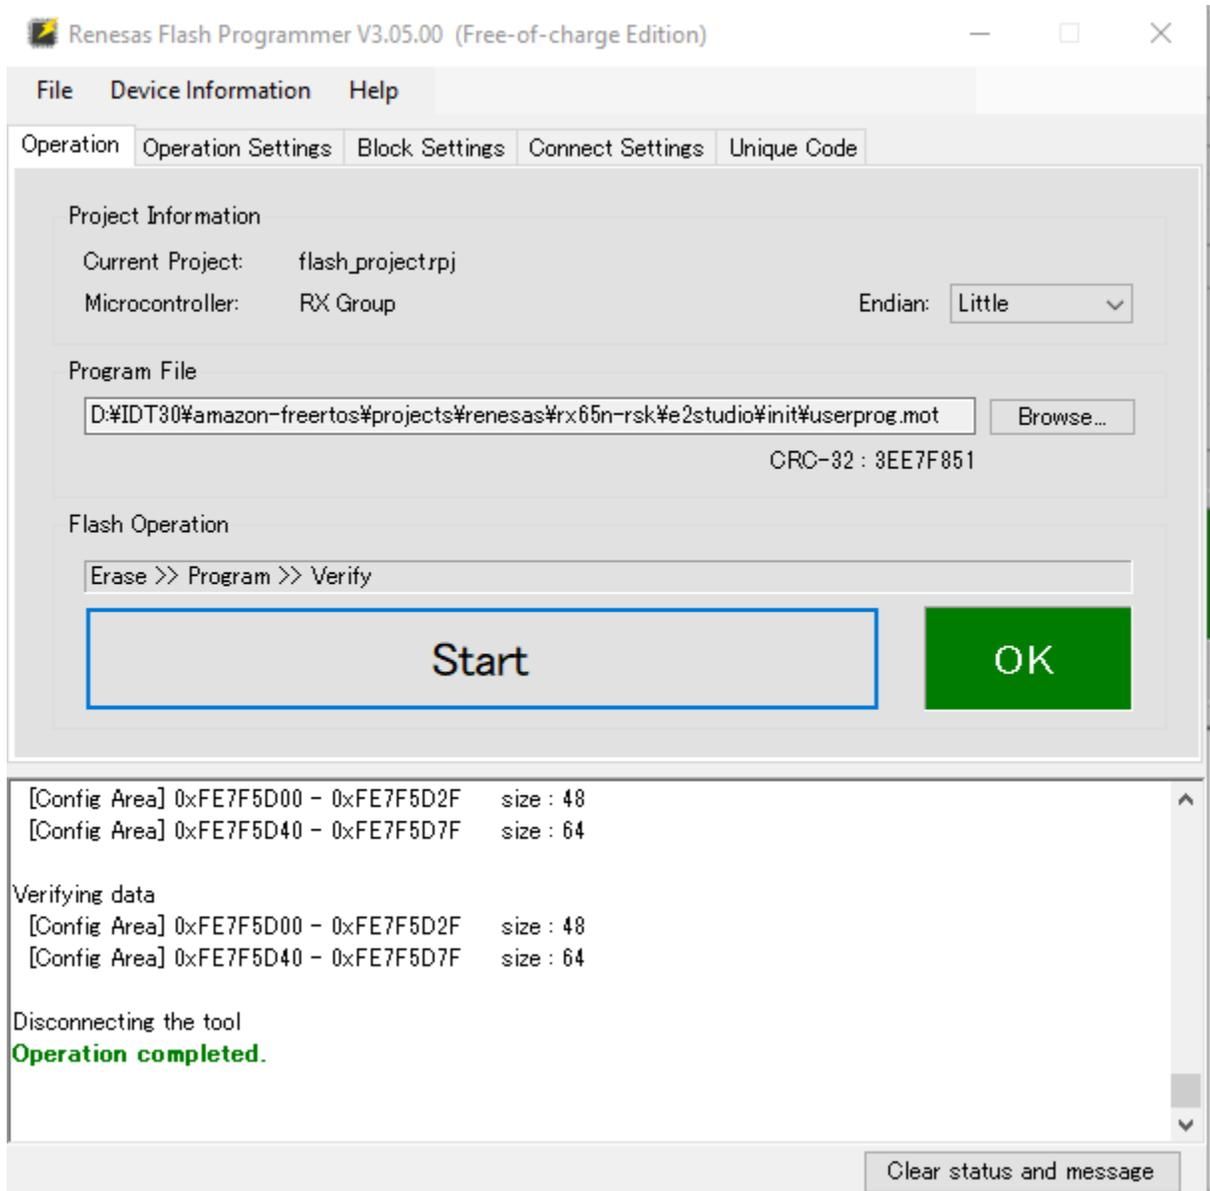 Renesas Flash Programmer V3.05.00 (Free-of-charge Edition)
File Device Information Help
Operation Operation Settings Block Settings Connect Settings Unique Code
Project Information
Current Project: flash_project.rpj
Microcontroller: RX Group Endian: Little
Program File
D:¥IDT30¥amazon-freertos¥projects¥renesas¥rx65n-rsk¥e2studio¥init¥userprog.mot Browse...
CRC-32 : 3EE7F851
Flash Operation
Erase >> Program >> Verify
Start OK
[Config Area] 0xFE7F5D00 - 0xFE7F5D2F size : 48
[Config Area] 0xFE7F5D40 - 0xFE7F5D7F size : 64
Verifying data
[Config Area] 0xFE7F5D00 - 0xFE7F5D2F size : 48
[Config Area] 0xFE7F5D40 - 0xFE7F5D7F size : 64
Disconnecting the tool
Operation completed.
Clear status and message